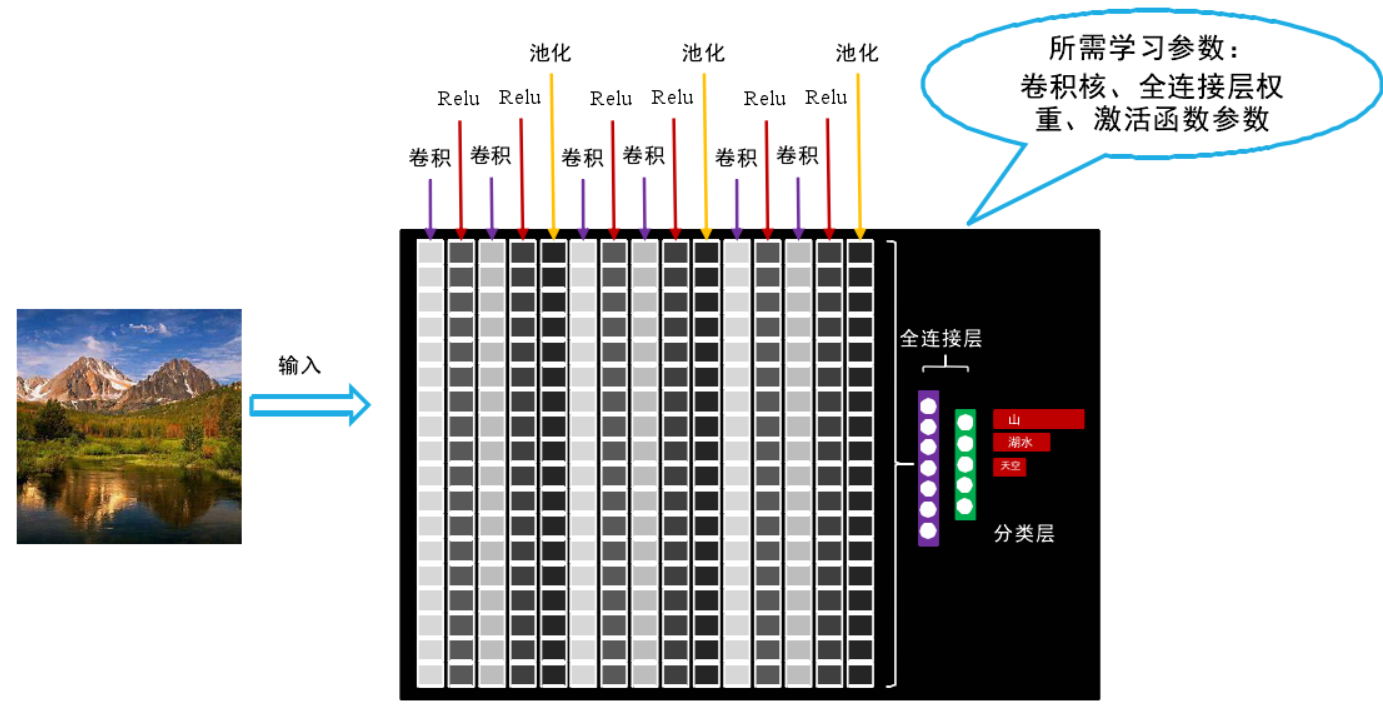 池化
池化
池化
Relu
Relu
Relu
Relu
Relu
Relu
卷积
卷积
卷积
卷积
卷积
卷积
所需学习参数：
卷积核、全连接层权
重、激活函数参数
输入
全连接层
山
湖水
天空
分类层